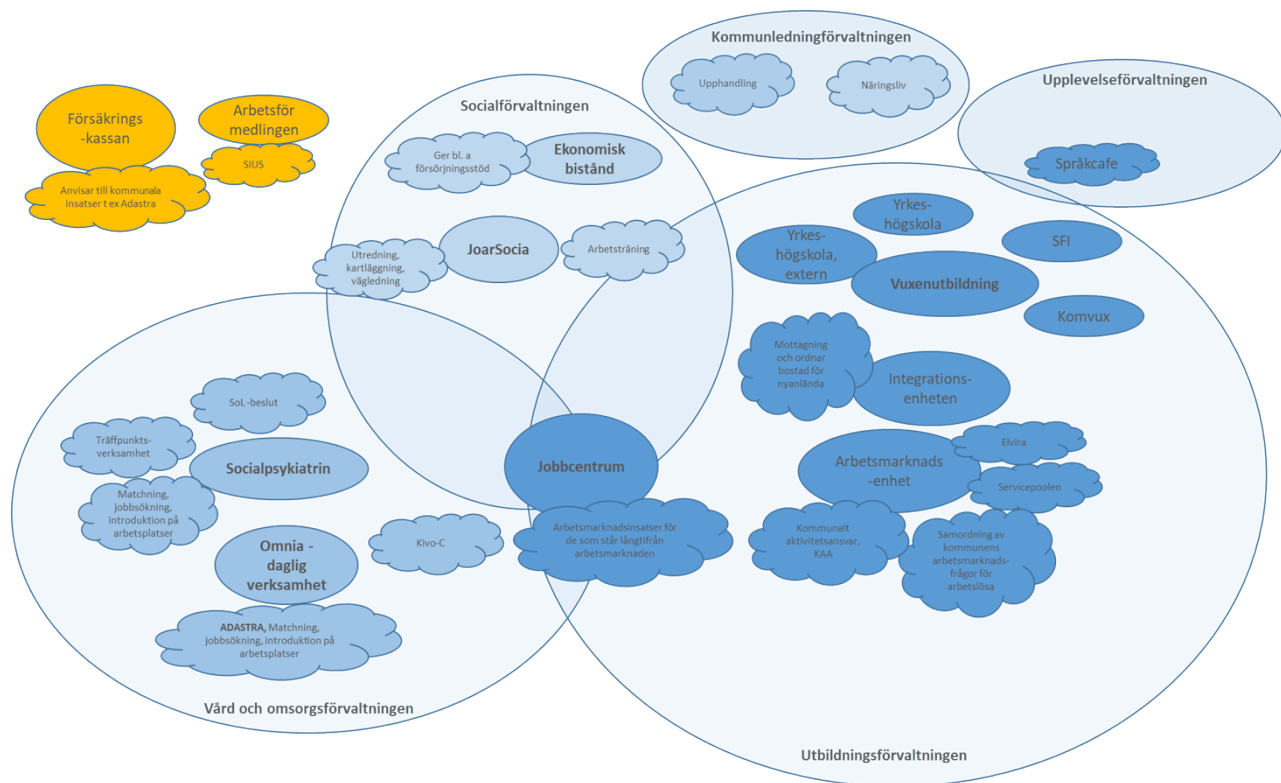 Kommunledningförvaltningen
Upphandling
Näringsliv
Upplevelseförvaltningen
Språkcafe
Försäkrings
-kassan
Anvisar till kommunala
insatser t ex Adastra
Arbetsför
medlingen
SIUS
Socialförvaltningen
Ger bl. a
försörjningsstöd
Ekonomisk
bistånd
JoarSocia
Utredning,
kartläggning,
vägledning
Arbetsträning
Yrkes-
högskola
Yrkes-
högskola,
extern
SFI
Vuxenutbildning
Komvux
Mottagning
och ordnar
bostad för
nyanlända
Integrations-
enheten
Arbetsmarknads
-enhet
Elvira
Servicepoolen
Kommunalt
aktivitetsansvar,
KAA
Samordning av
kommunens
arbetsmarknads-
frågor för
arbetslösa
Jobbcentrum
Arbetsmarknadsinsatser för
de som står långtifrån
arbetsmarknaden
SoL -beslut
Träffpunkts-
verksamhet
Socialpsykiatrin
Matchning,
jobbsökning,
introduktion på
arbetsplatser
Omnia -
daglig
verksamhet
Kivo-C
ADASTRA, Matchning,
jobbsökning, introduktion på
arbetsplatser
Vård och omsorgsförvaltningen
Utbildningsförvaltningen